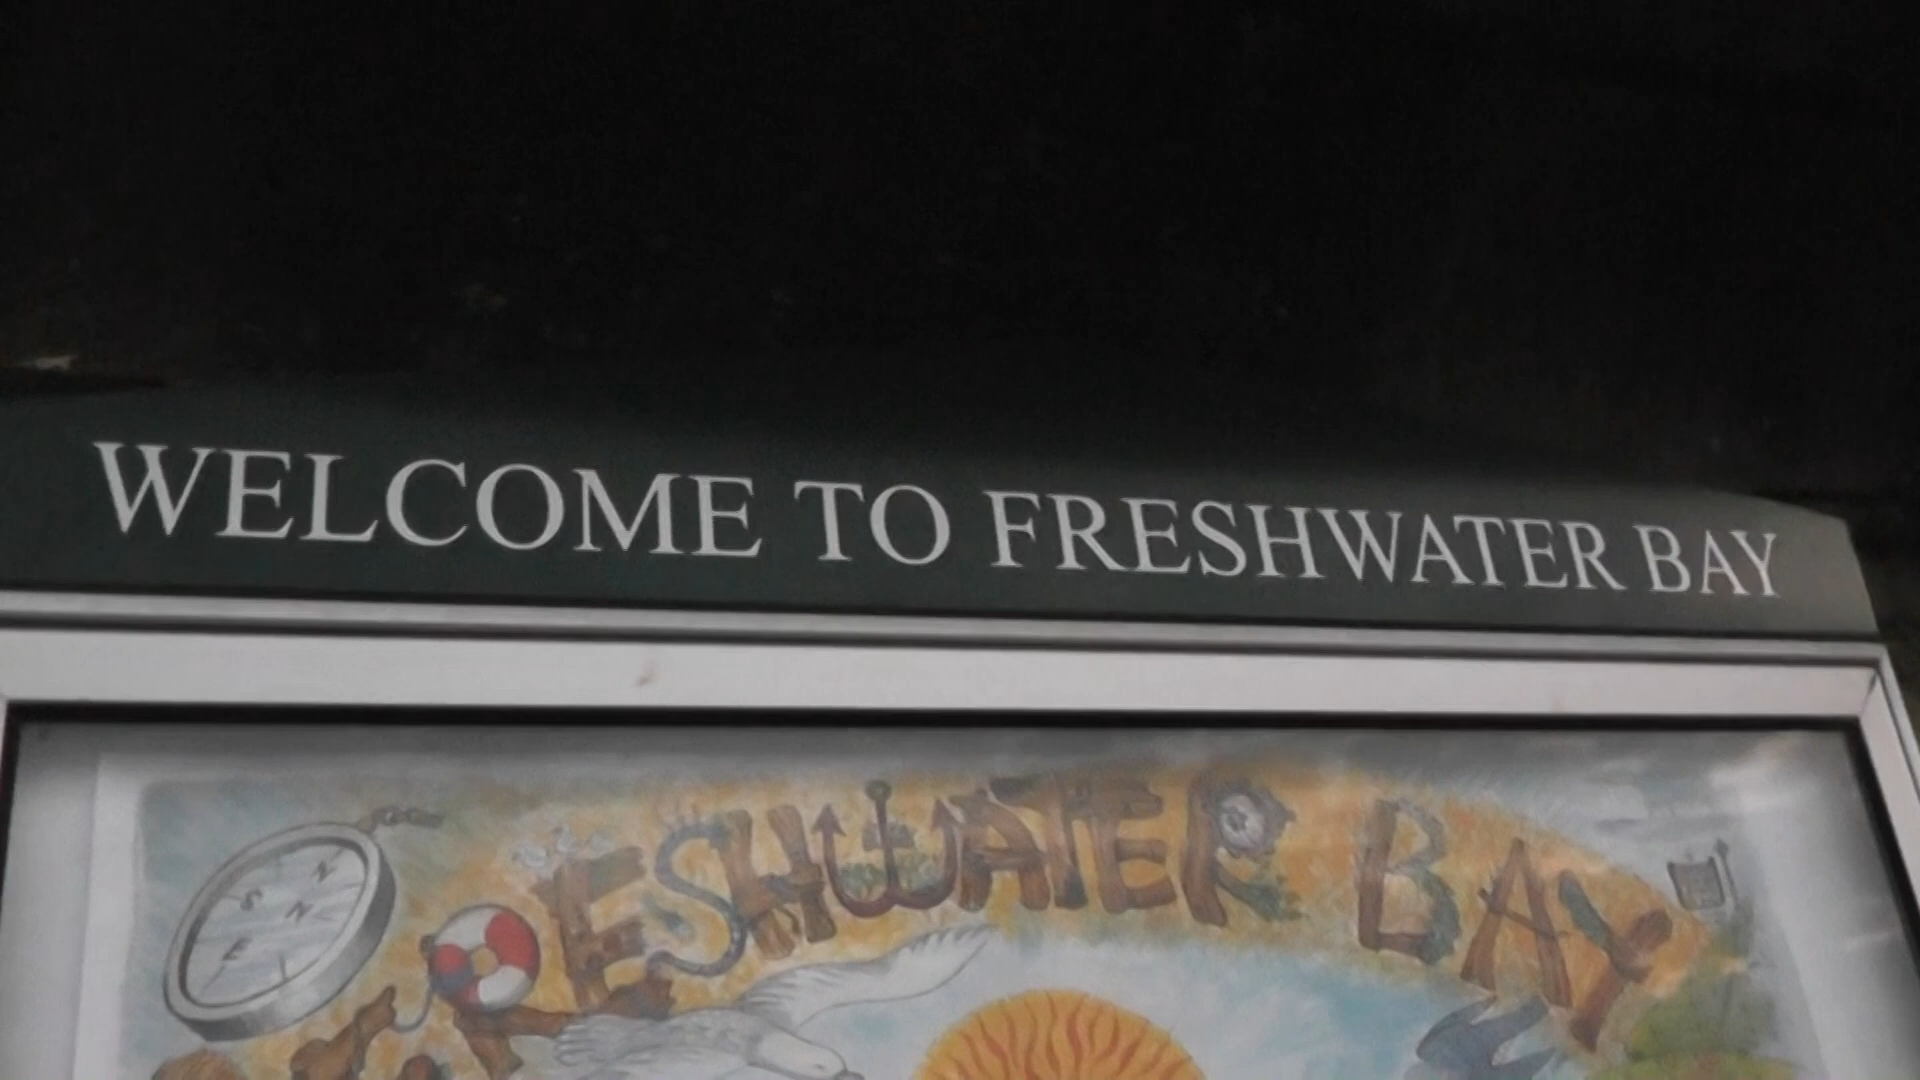 WELCOME TO FRESHWATER BAY
FRESHWATER BAY
N
S N
E